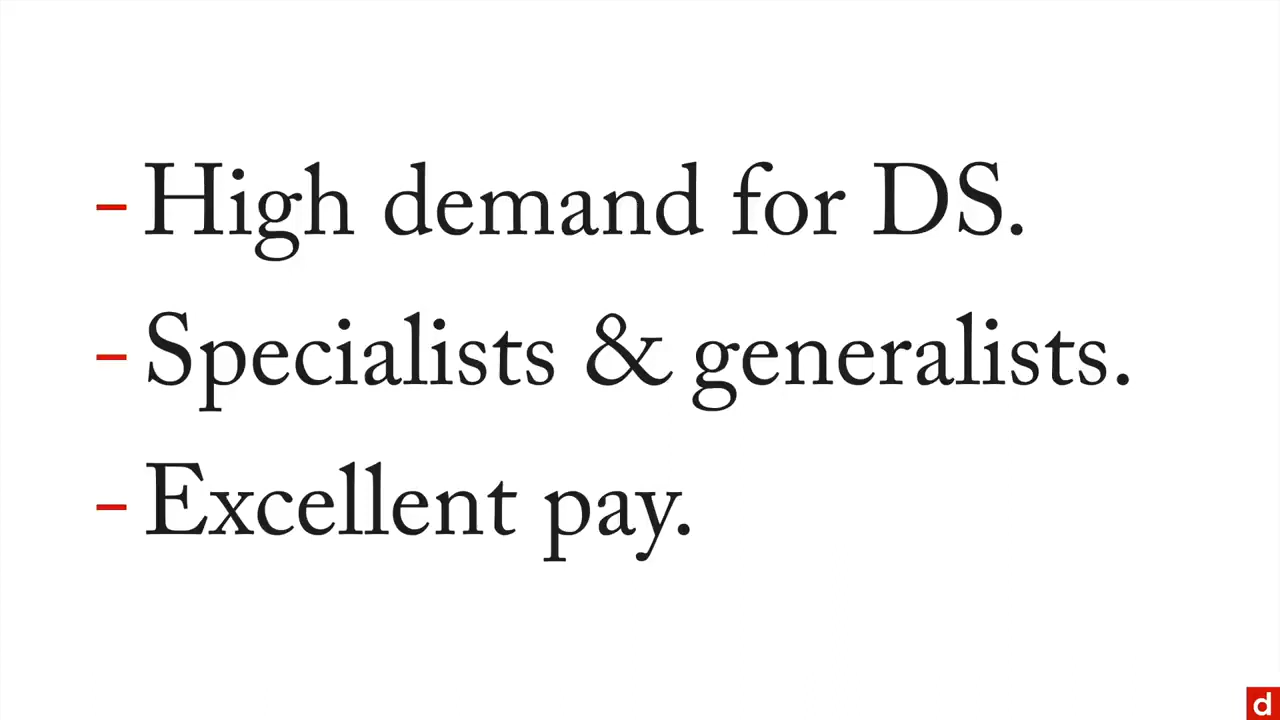 - High demand for DS.
- Specialists & generalists.
- Excellent pay.
d